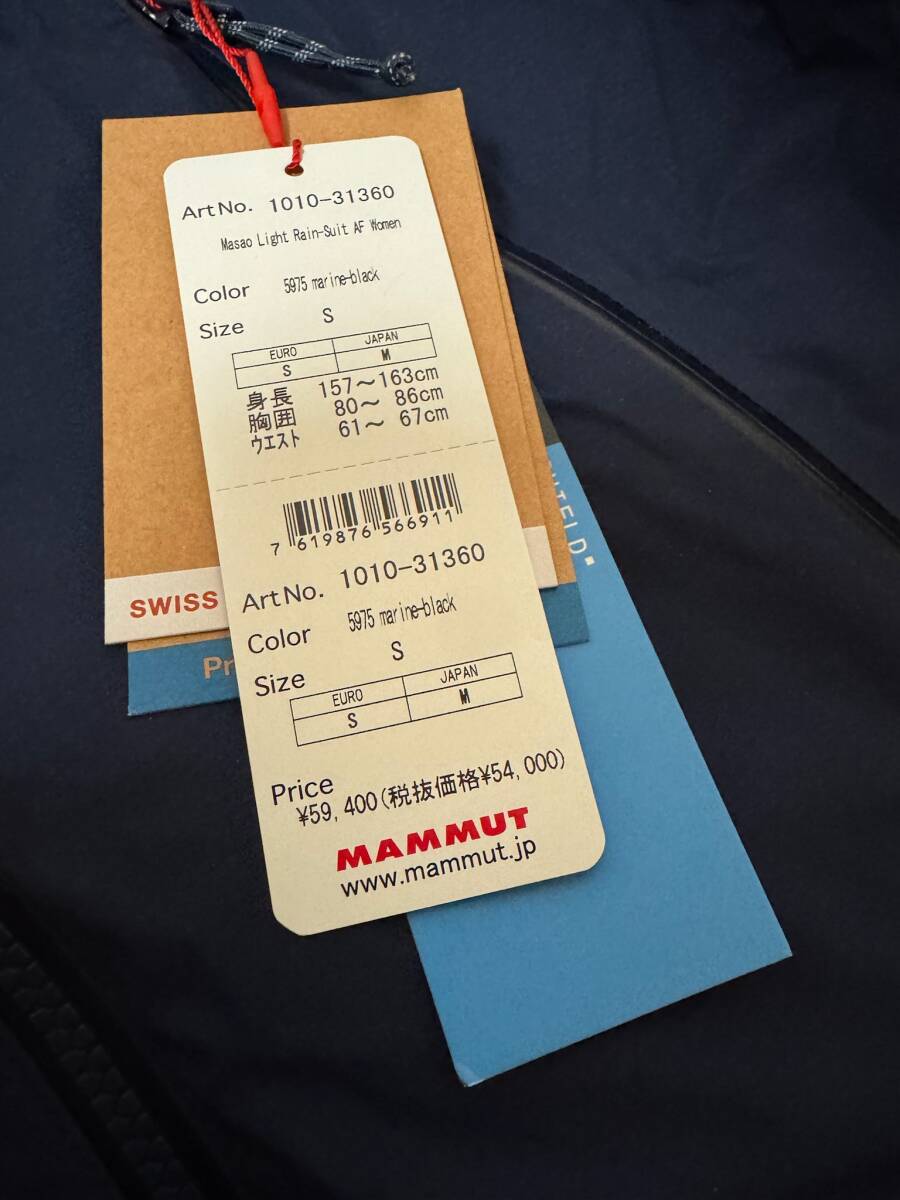 Art No. 1010-31360
Masao Light Rain-Suit AF Women
Color 5975 marine-black
Size S
EURO JAPAN
S M
身長 157～163cm
胸囲 80～ 86cm
ウエスト 61～ 67cm
7 619876 566911
Art No. 1010-31360
Color 5975 marine-black
Size S
EURO JAPAN
S M
Price
¥59,400(税抜価格¥54,000)
MAMMUT
www.mammut.jp
SWISS